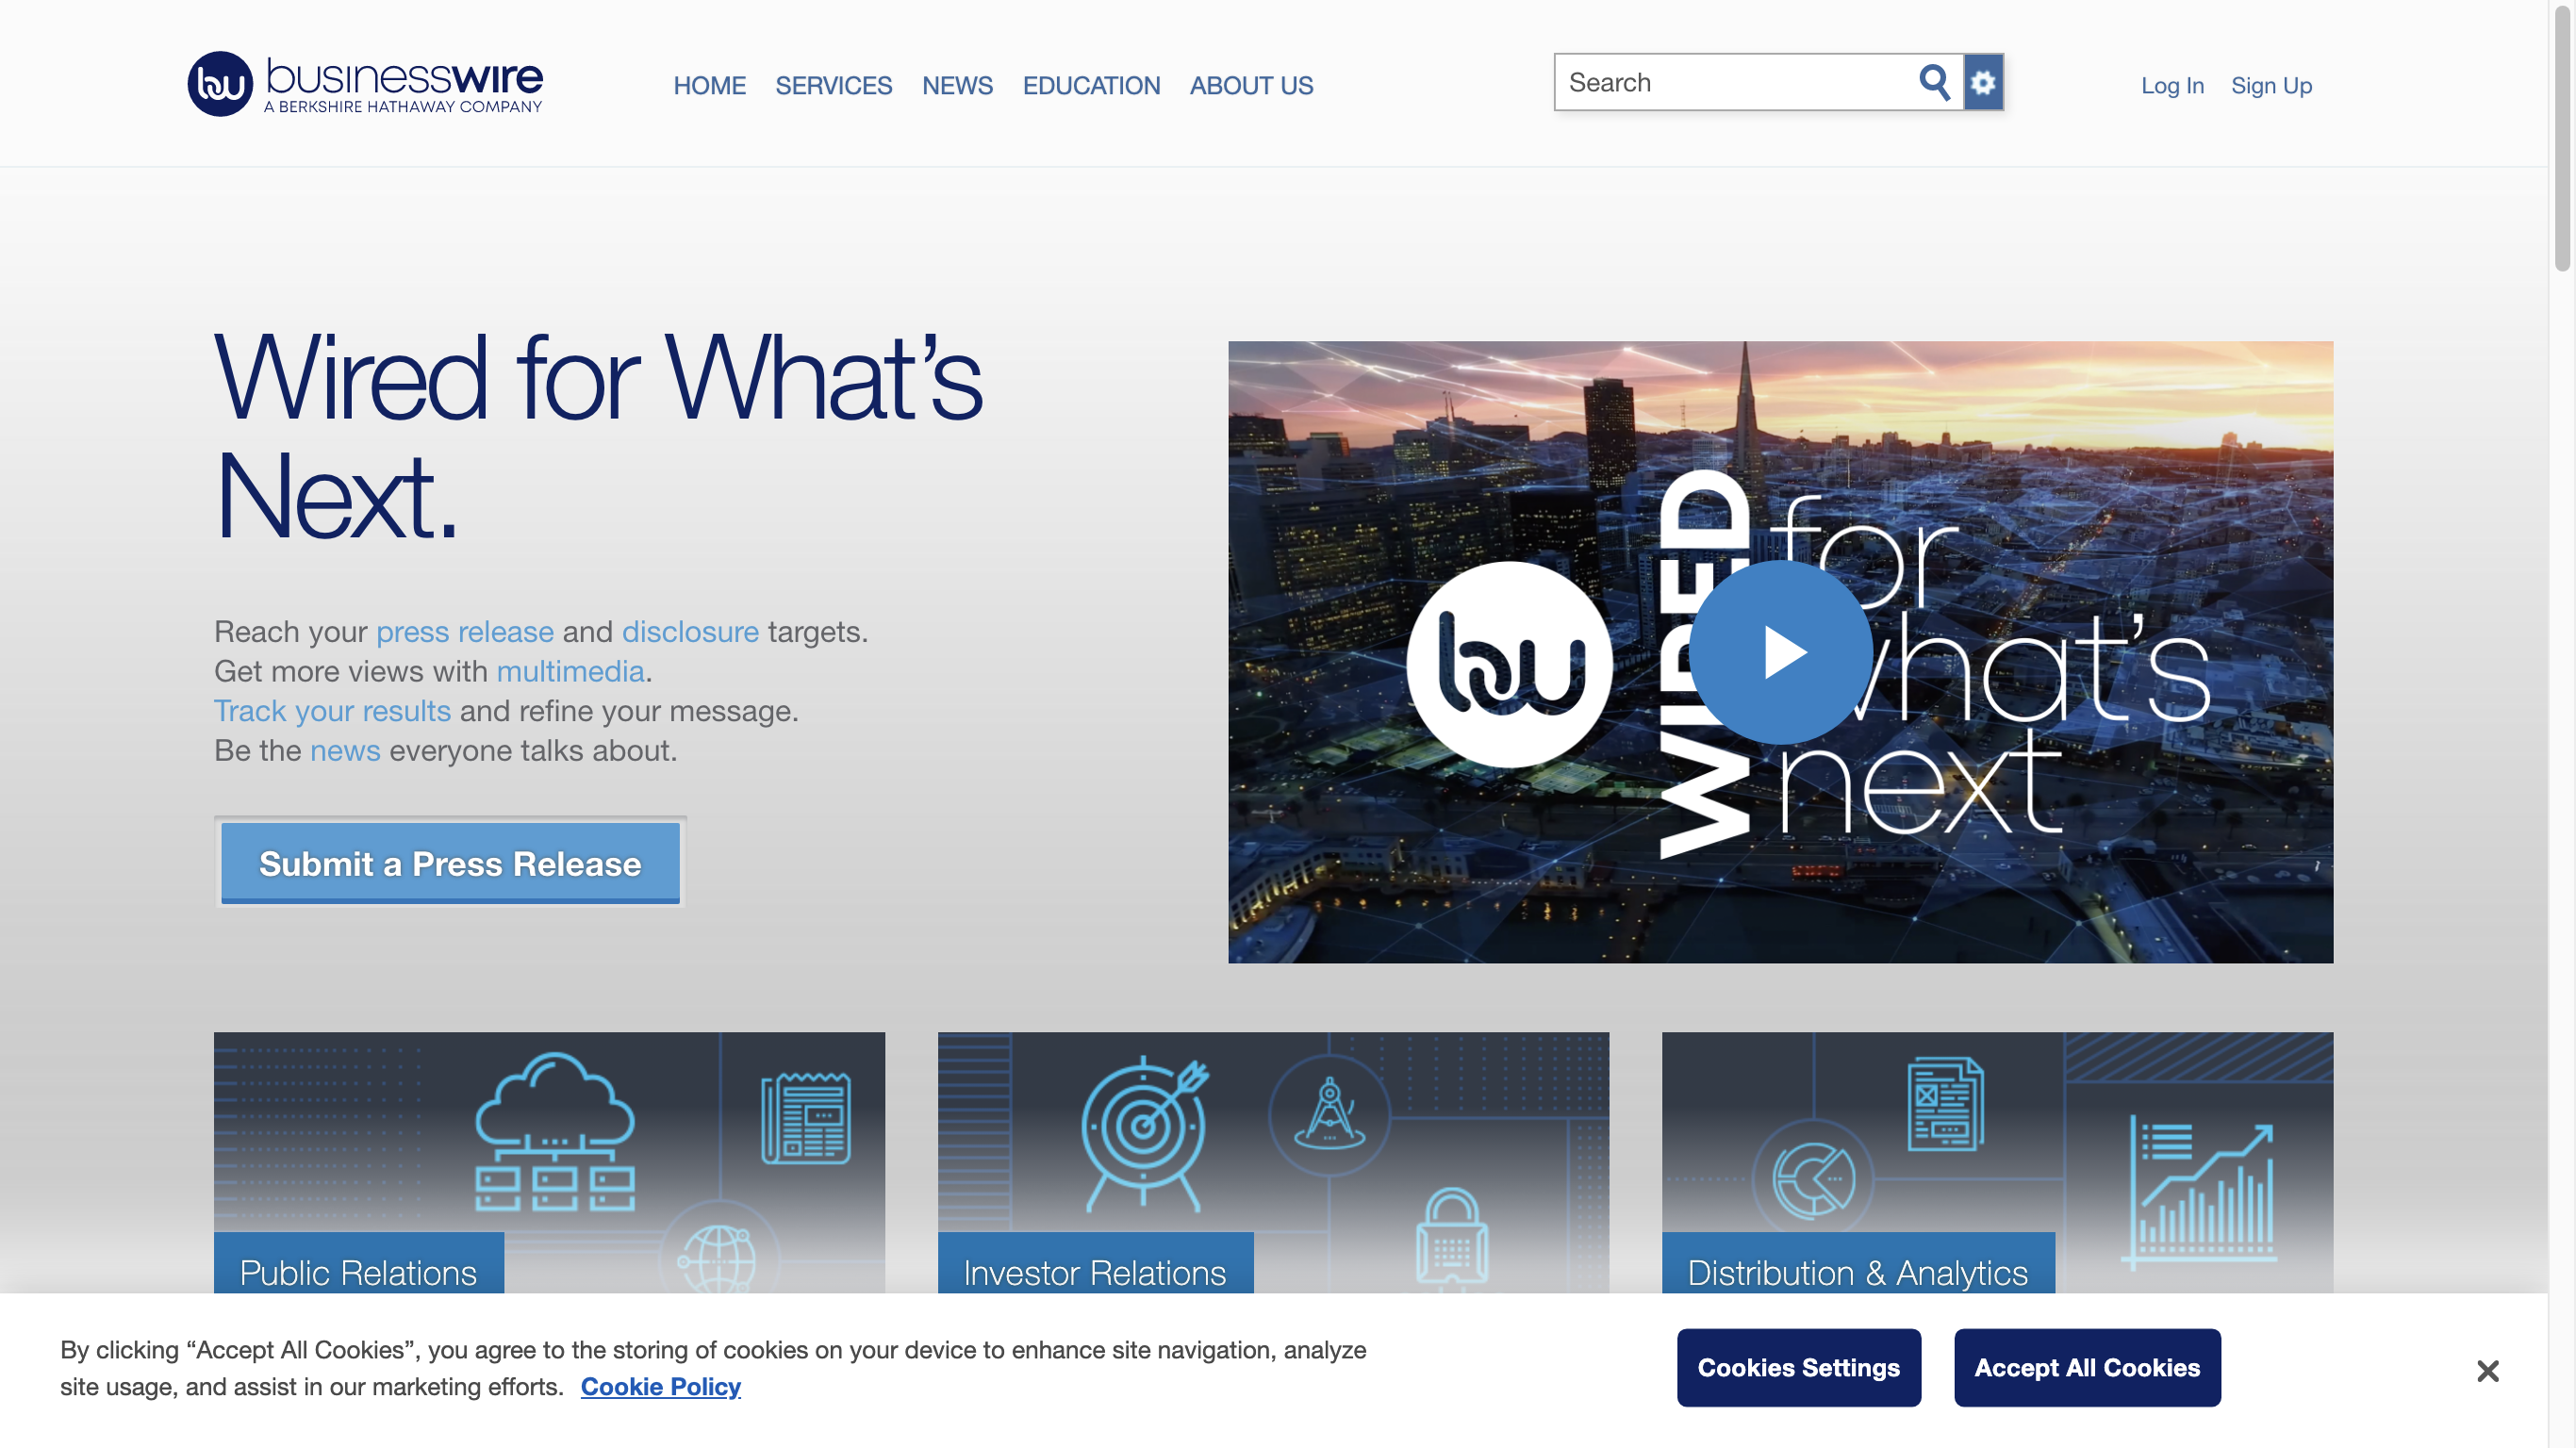 businesswire
A BERKSHIRE HATHAWAY COMPANY
HOME SERVICES NEWS EDUCATION ABOUT US
Search
Log In Sign Up
Wired for What’s
Next.
Reach your press release and disclosure targets.
Get more views with multimedia.
Track your results and refine your message.
Be the news everyone talks about.
Submit a Press Release
bw
WIRED
for
what’s
next
Public Relations
Investor Relations
Distribution & Analytics
By clicking “Accept All Cookies”, you agree to the storing of cookies on your device to enhance site navigation, analyze
site usage, and assist in our marketing efforts. Cookie Policy
Cookies Settings
Accept All Cookies